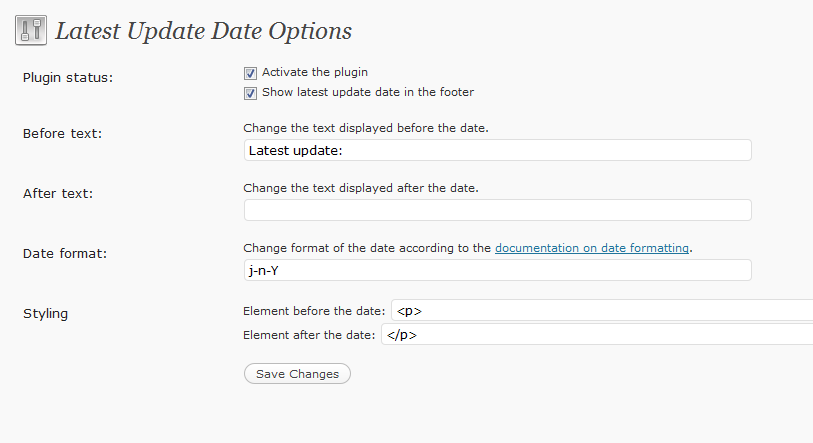 Latest Update Date Options
Plugin status:
Activate the plugin
Show latest update date in the footer
Before text:
Change the text displayed before the date.
Latest update:
After text:
Change the text displayed after the date.
Date format:
Change format of the date according to the documentation on date formatting.
j-n-Y
Styling
Element before the date: <p>
Element after the date: </p>
Save Changes